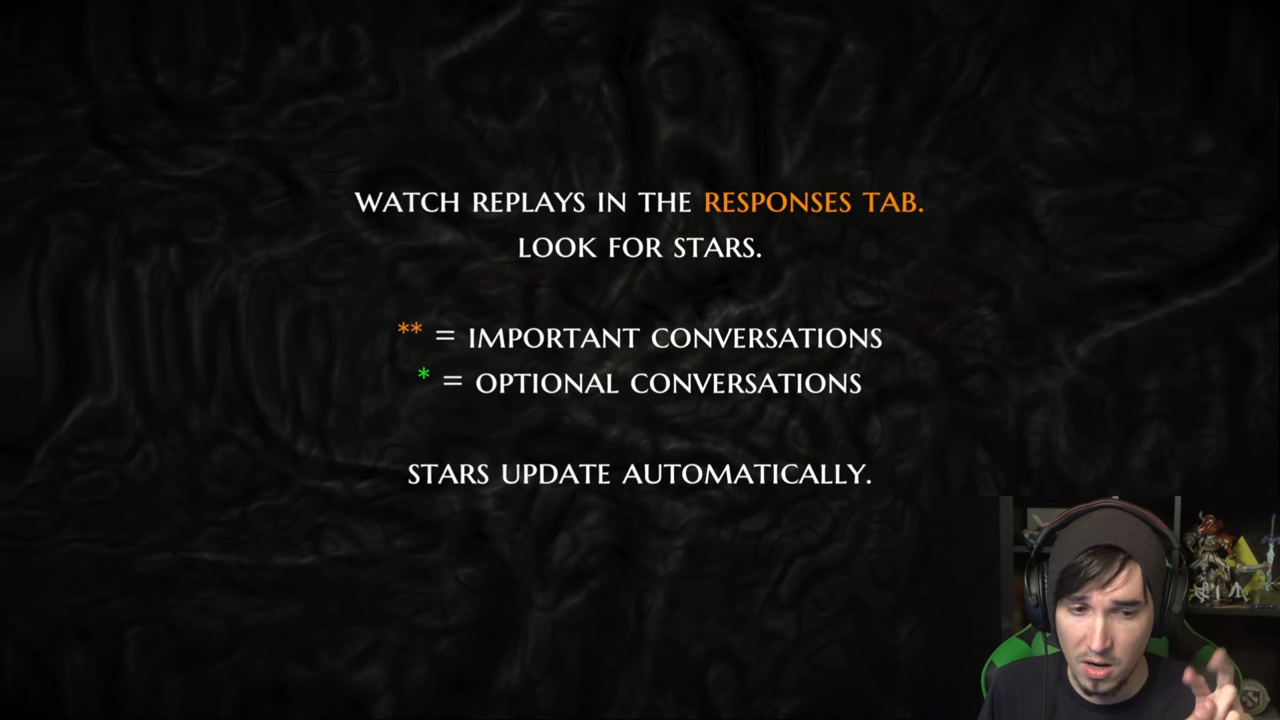 WATCH REPLAYS IN THE RESPONSES TAB.
LOOK FOR STARS.
** = IMPORTANT CONVERSATIONS
* = OPTIONAL CONVERSATIONS
STARS UPDATE AUTOMATICALLY.